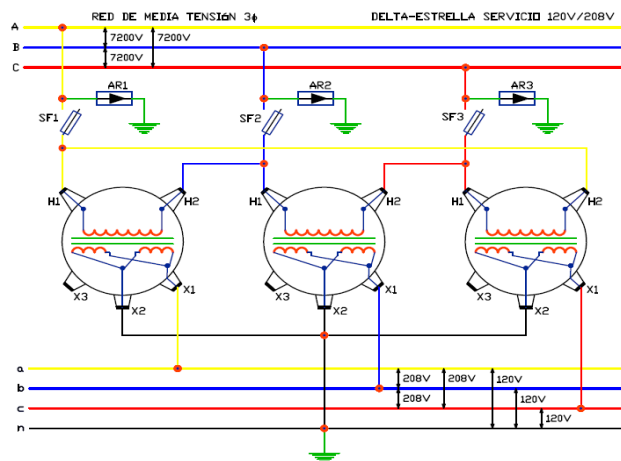 RED DE MEDIA TENSIÓN 3ϕ
DELTA-ESTRELLA SERVICIO 120V/208V
A
7200V
7200V
B
7200V
C
AR1
AR2
AR3
SF1
SF2
SF3
H1
H2
H1
H2
H1
H2
X3
X2
X1
X3
X2
X1
X3
X2
X1
a
208V
208V
120V
b
208V
120V
c
120V
n